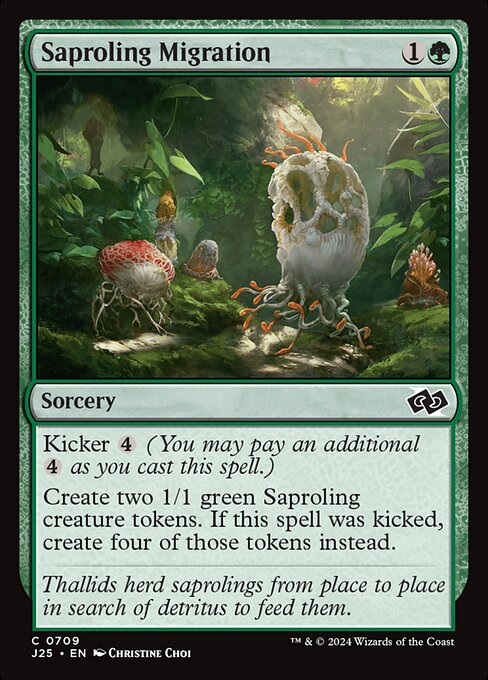 Saproling Migration 1
Sorcery
Kicker 4 (You may pay an additional
4 as you cast this spell.)
Create two 1/1 green Saproling
creature tokens. If this spell was kicked,
create four of those tokens instead.
Thallids herd saprolings from place to place
in search of detritus to feed them.
C 0709
J25 • EN Christine Choi
™ & © 2024 Wizards of the Coast